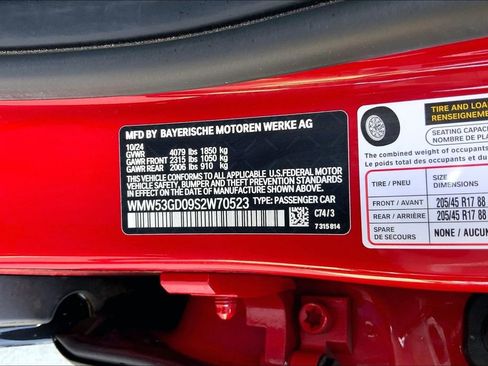 MFD BY BAYERISCHE MOTOREN WERKE AG
10/24
GVWR 4079 lbs 1850 kg
GAWR FRONT 2315 lbs 1050 kg
GAWR REAR 2006 lbs 910 kg
THIS VEHICLE CONFORMS TO ALL
APPLICABLE U.S. FEDERAL MOTOR
VEHICLE SAFETY, BUMPER, AND
THEFT PREVENTION STANDARDS
IN EFFECT ON THE DATE OF
MANUFACTURE SHOWN ABOVE.
WMW53GD09S2W70523 TYPE: PASSENGER CAR
C74 / 3
7 315 814
TIRE AND LOA
RENSEIGNEME
SEATING CAPACI
NOMBRE DE PLA
The combined weight of occupants
Le poids total des occupants
TIRE / PNEU SIZE
DIMENSIONS
FRONT / AVANT 205/45 R17 88
REAR / ARRIÈRE 205/45 R17 88
SPARE
DE SECOURS NONE / AUCUN